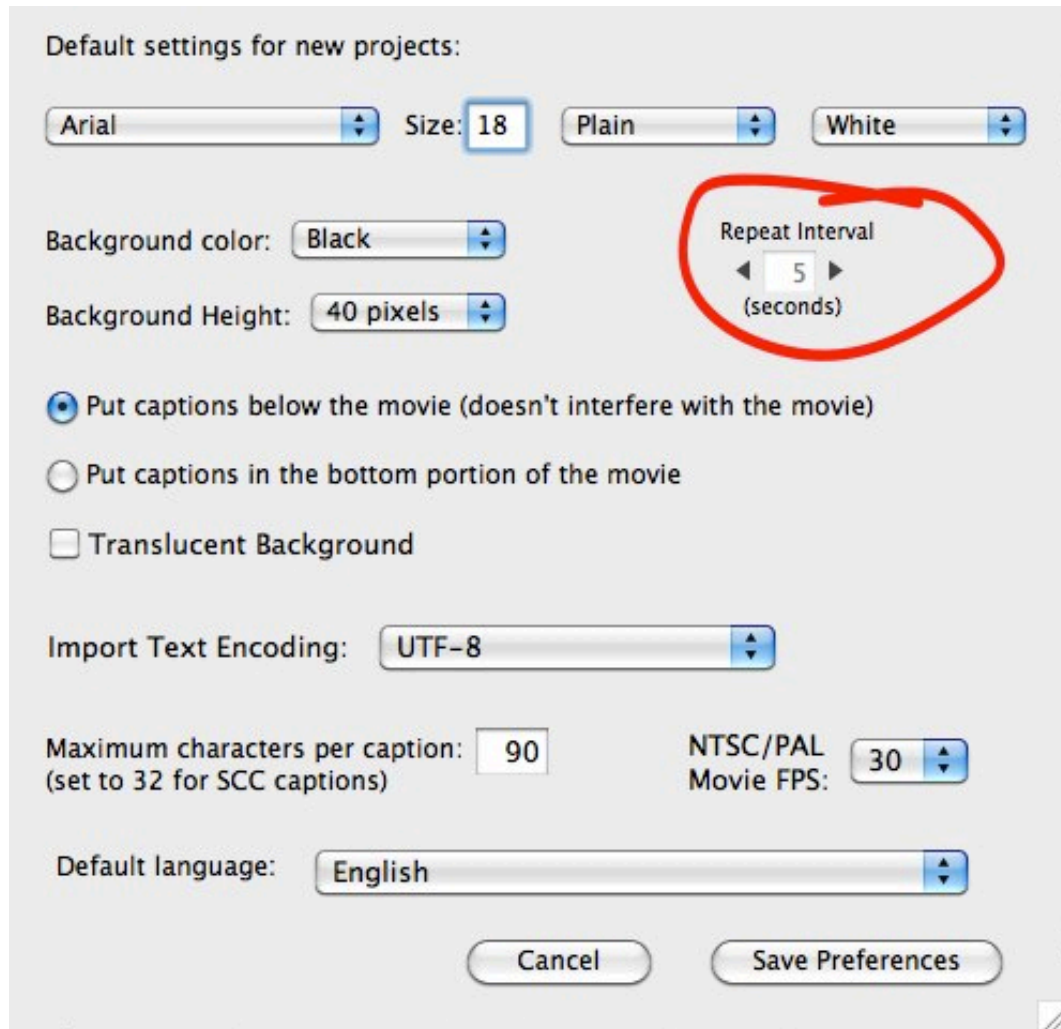 Default settings for new projects:
Arial Size: 18 Plain White
Background color: Black
Repeat Interval
5
(seconds)
Background Height: 40 pixels
Put captions below the movie (doesn't interfere with the movie)
Put captions in the bottom portion of the movie
Translucent Background
Import Text Encoding: UTF-8
Maximum characters per caption: 90
(set to 32 for SCC captions)
NTSC/PAL
Movie FPS: 30
Default language: English
Cancel Save Preferences